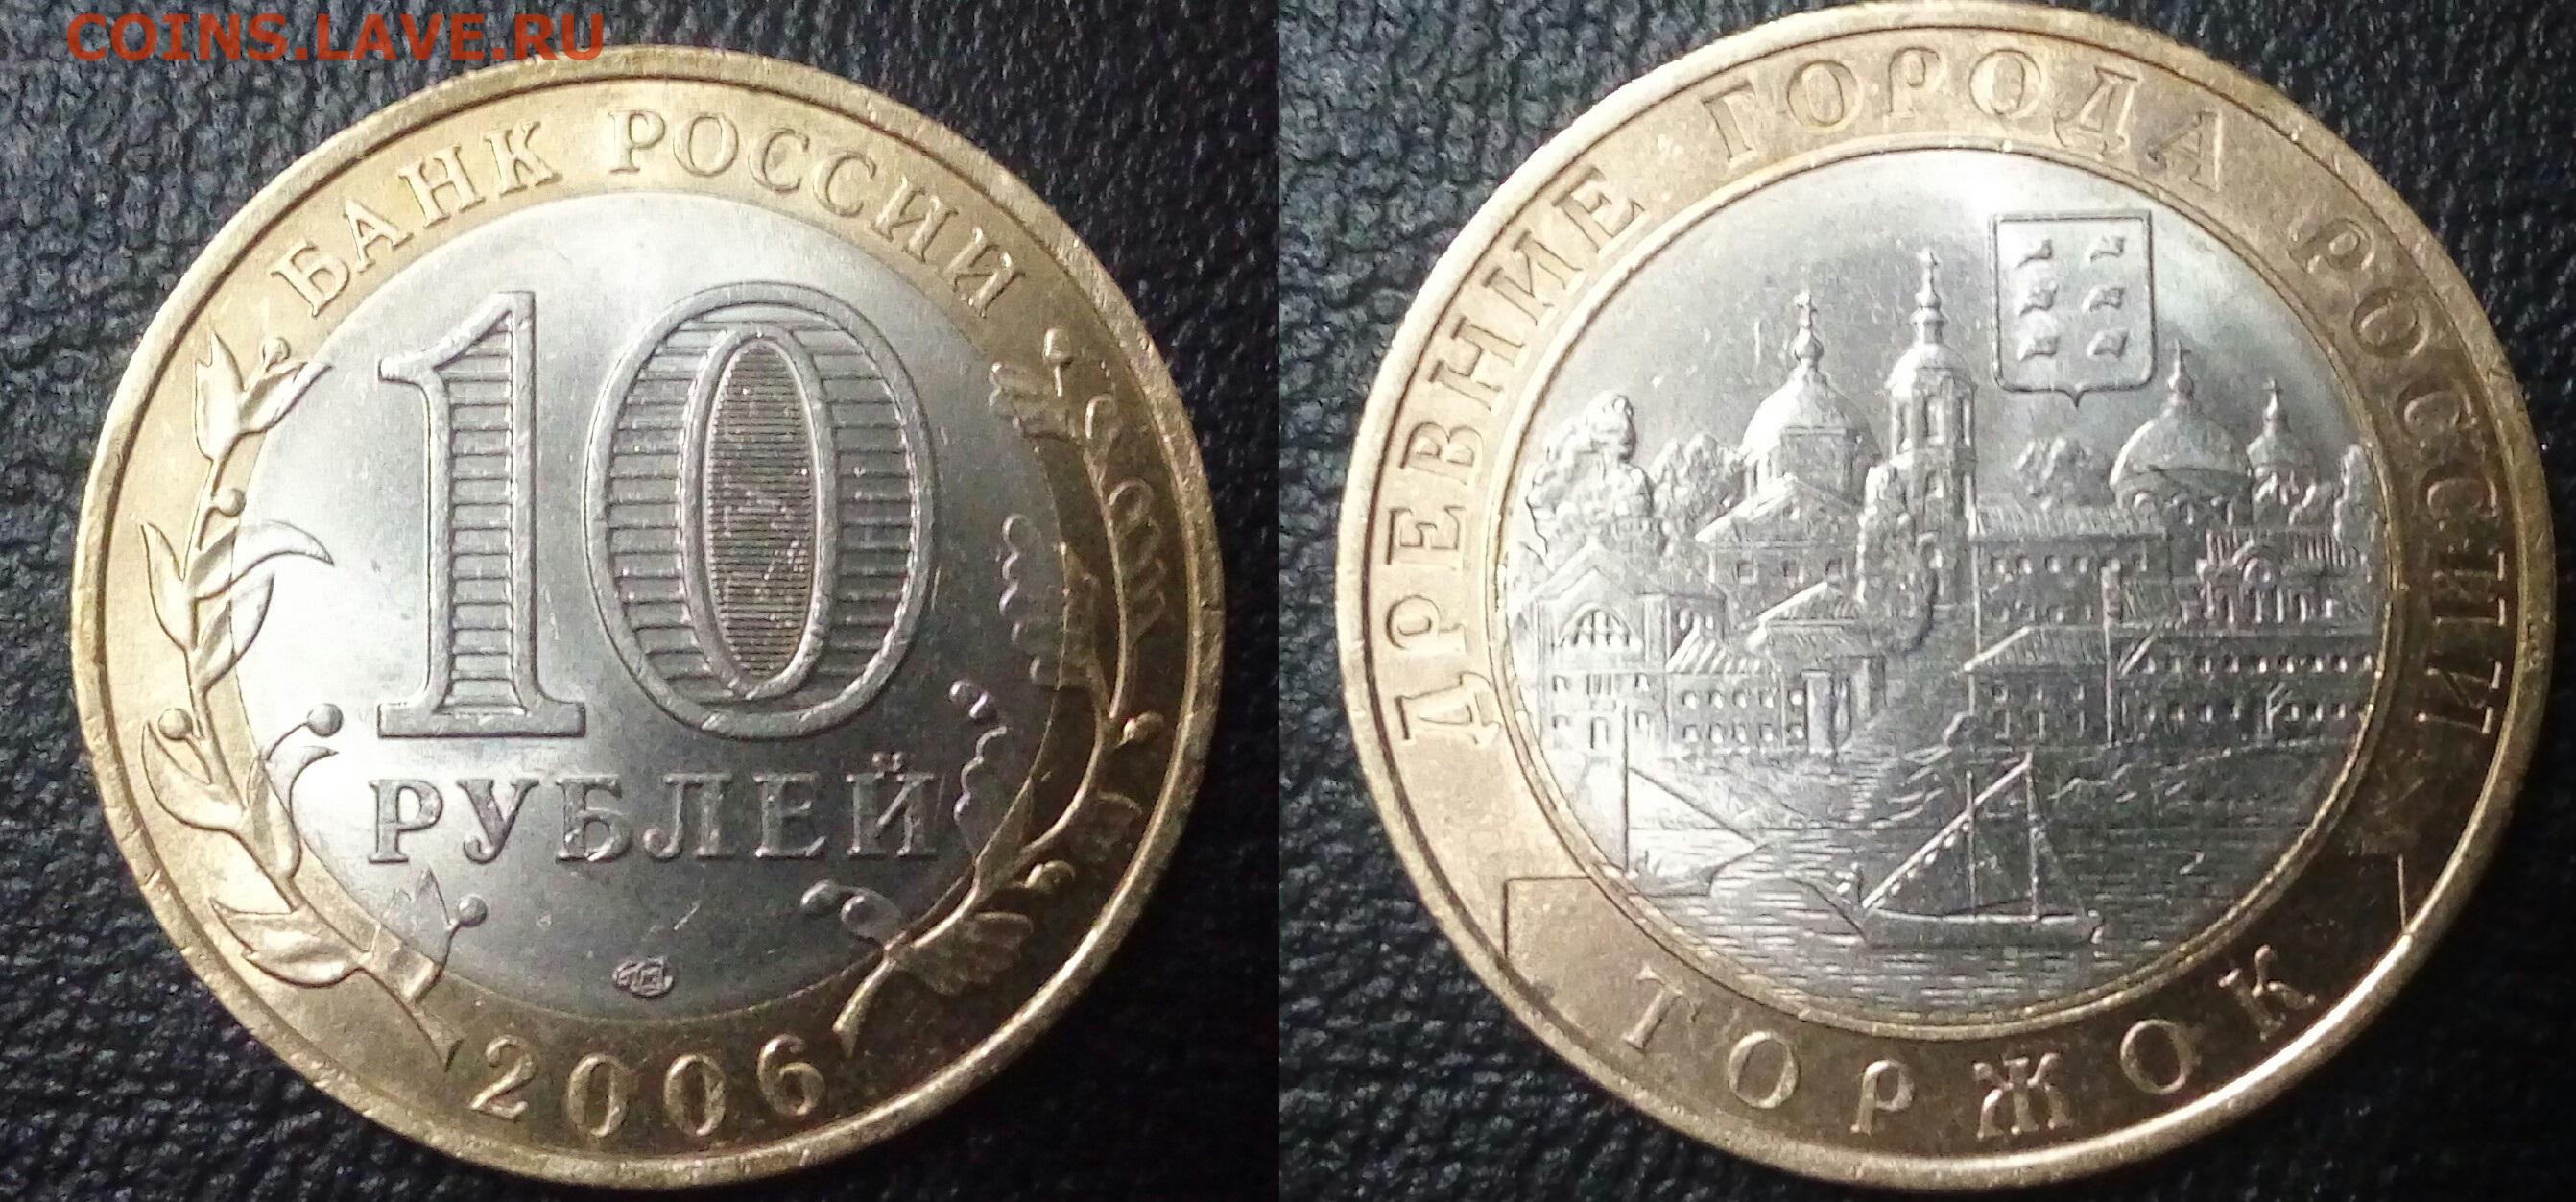 COINS.LAVE.RU
БАНК РОССИИ
10
РУБЛЕЙ
2006
ДРЕВНИЕ ГОРОДА РОССИИ
ТОРЖОК